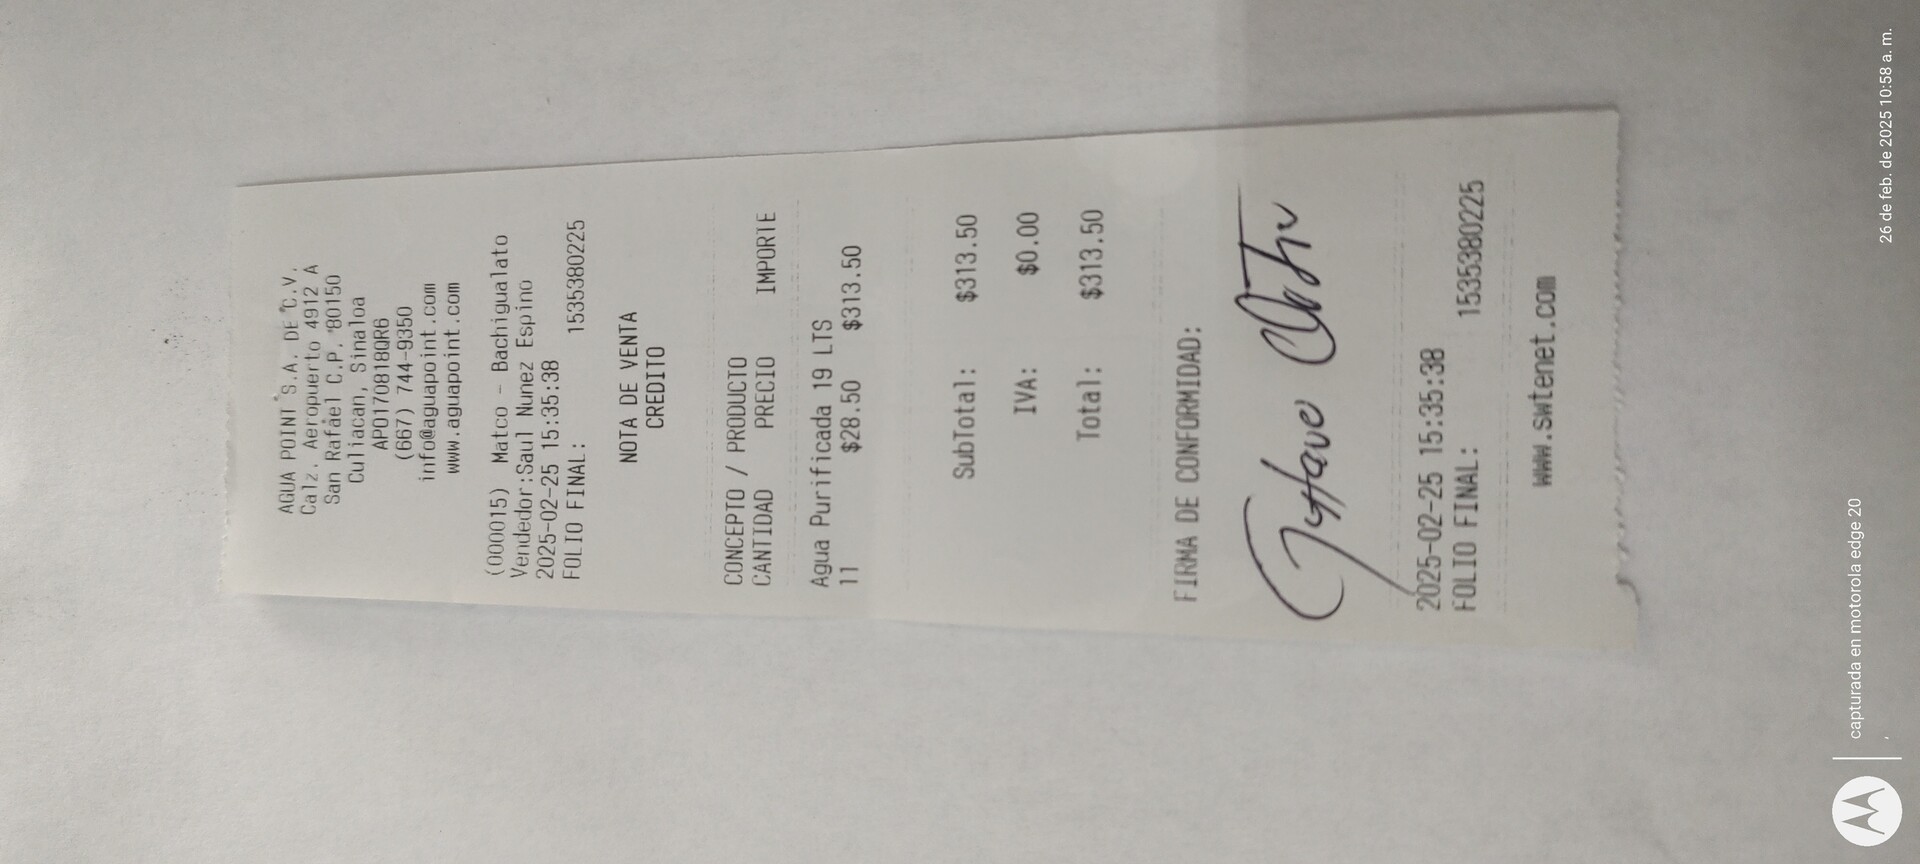 AGUA POINT S.A. DE C.V.
Calz. Aeropuerto 4912 A
San Rafael C.P. 80150
Culiacan, Sinaloa
APO170818QR6
(667) 744-9350
info@aguapoint.com
www.aguapoint.com
(000015) Matco - Bachigualato
Vendedor:Saul Nunez Espino
2025-02-25 15:35:38
FOLIO FINAL: 1535380225
NOTA DE VENTA
CREDITO
CONCEPTO / PRODUCTO
CANTIDAD PRECIO IMPORTE
Agua Purificada 19 LTS
11 $28.50 $313.50
SubTotal: $313.50
IVA: $0.00
Total: $313.50
FIRMA DE CONFORMIDAD:
2025-02-25 15:35:38
FOLIO FINAL: 1535380225
www.swtenet.com
capturada en motorola edge 20
26 de feb. de 2025 10:58 a. m.